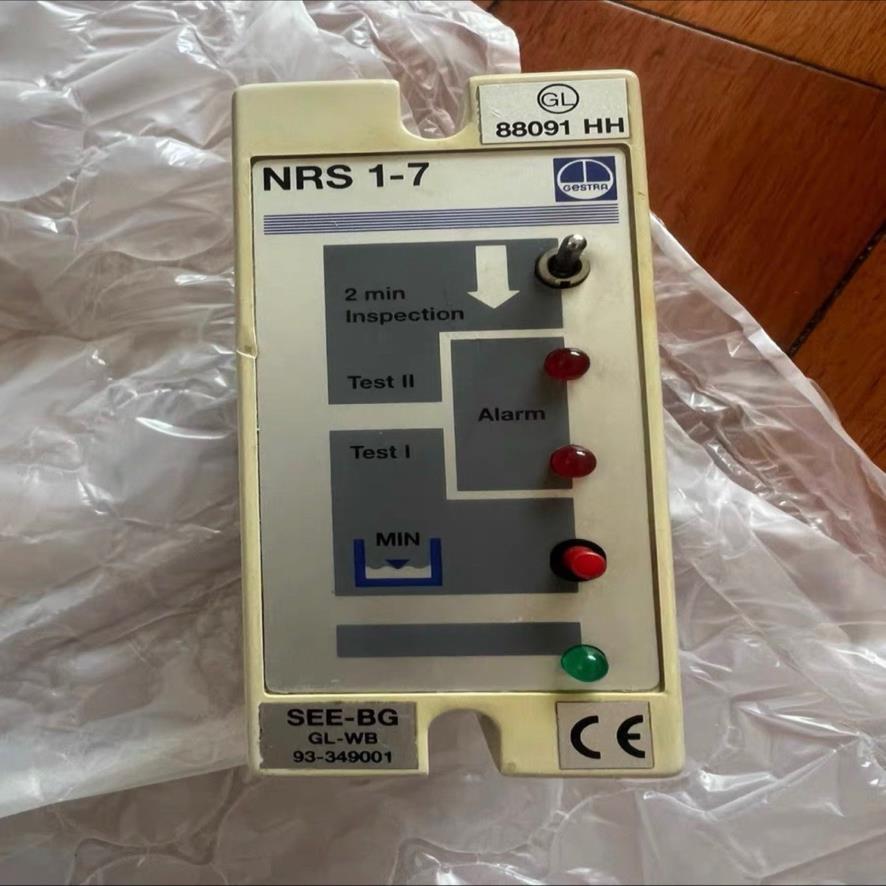 GL
88091 HH
NRS 1-7
GESTRA
2 min
Inspection
Test II
Alarm
Test I
MIN
SEE-BG
GL-WB
93-349001
CE